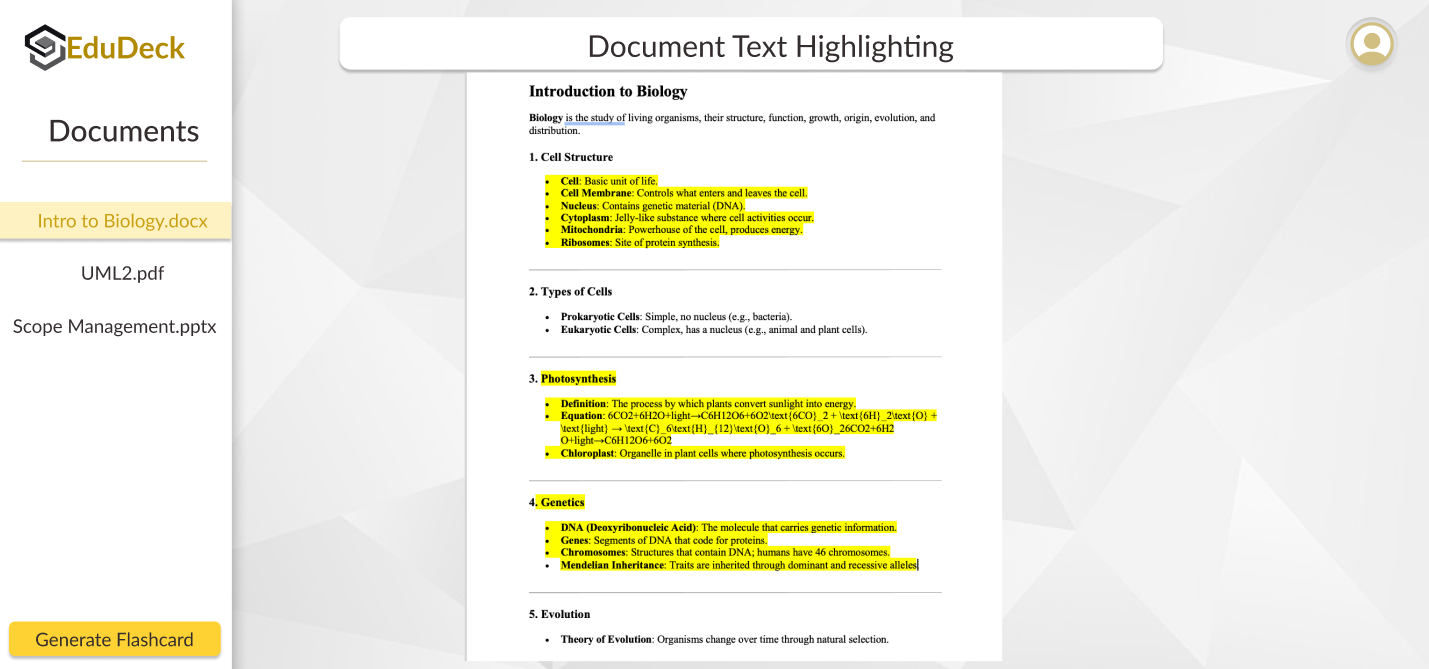 EduDeck
Document Text Highlighting
Documents
Intro to Biology.docx
UML2.pdf
Scope Management.pptx
Generate Flashcard
Introduction to Biology
Biology is the study of living organisms, their structure, function, growth, origin, evolution, and
distribution.
1. Cell Structure
• Cell: Basic unit of life.
• Cell Membrane: Controls what enters and leaves the cell.
• Nucleus: Contains genetic material (DNA).
• Cytoplasm: Jelly-like substance where cell activities occur.
• Mitochondria: Powerhouse of the cell, produces energy.
• Ribosomes: Site of protein synthesis.
2. Types of Cells
• Prokaryotic Cells: Simple, no nucleus (e.g., bacteria).
• Eukaryotic Cells: Complex, has a nucleus (e.g., animal and plant cells).
3. Photosynthesis
• Definition: The process by which plants convert sunlight into energy.
• Equation: 6CO2+6H2O+light→C6H12O6+6O2\text{6CO}_2 + \text{6H}_2\text{O} +
\text{light} → \text{C}_6\text{H}_{12}\text{O}_6 + \text{6O}_26CO2+6H2
O+light→C6H12O6+6O2
• Chloroplast: Organelle in plant cells where photosynthesis occurs.
4. Genetics
• DNA (Deoxyribonucleic Acid): The molecule that carries genetic information.
• Genes: Segments of DNA that code for proteins.
• Chromosomes: Structures that contain DNA; humans have 46 chromosomes.
• Mendelian Inheritance: Traits are inherited through dominant and recessive alleles
5. Evolution
• Theory of Evolution: Organisms change over time through natural selection.